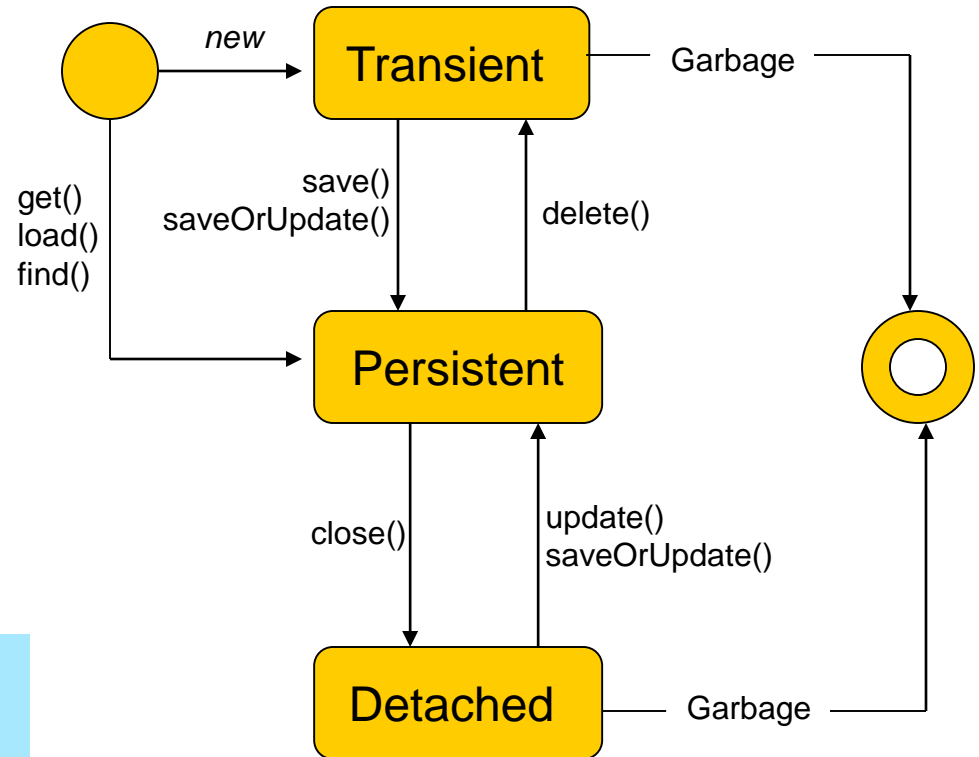 new
Transient
Garbage
get()
load()
find()
save()
saveOrUpdate()
delete()
Persistent
close()
update()
saveOrUpdate()
Detached
Garbage